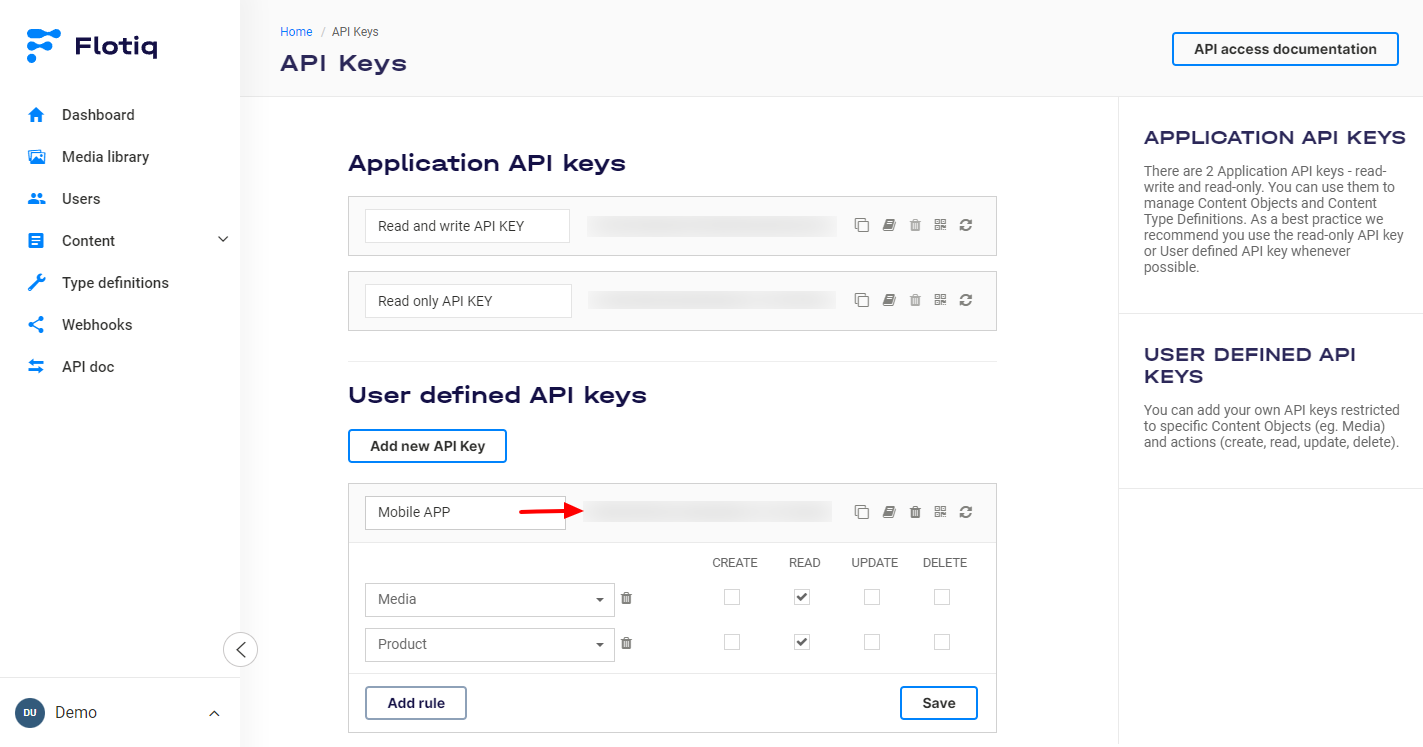 Flotiq
Dashboard
Media library
Users
Content
Type definitions
Webhooks
API doc
DU
Demo
Home / API Keys
API Keys
API access documentation
Application API keys
Read and write API KEY
Read only API KEY
User defined API keys
Add new API Key
Mobile APP
CREATE READ UPDATE DELETE
Media
Product
Add rule
Save
APPLICATION API KEYS
There are 2 Application API keys - read-
write and read-only. You can use them to
manage Content Objects and Content
Type Definitions. As a best practice we
recommend you use the read-only API key
or User defined API key whenever
possible.
USER DEFINED API
KEYS
You can add your own API keys restricted
to specific Content Objects (eg. Media)
and actions (create, read, update, delete).